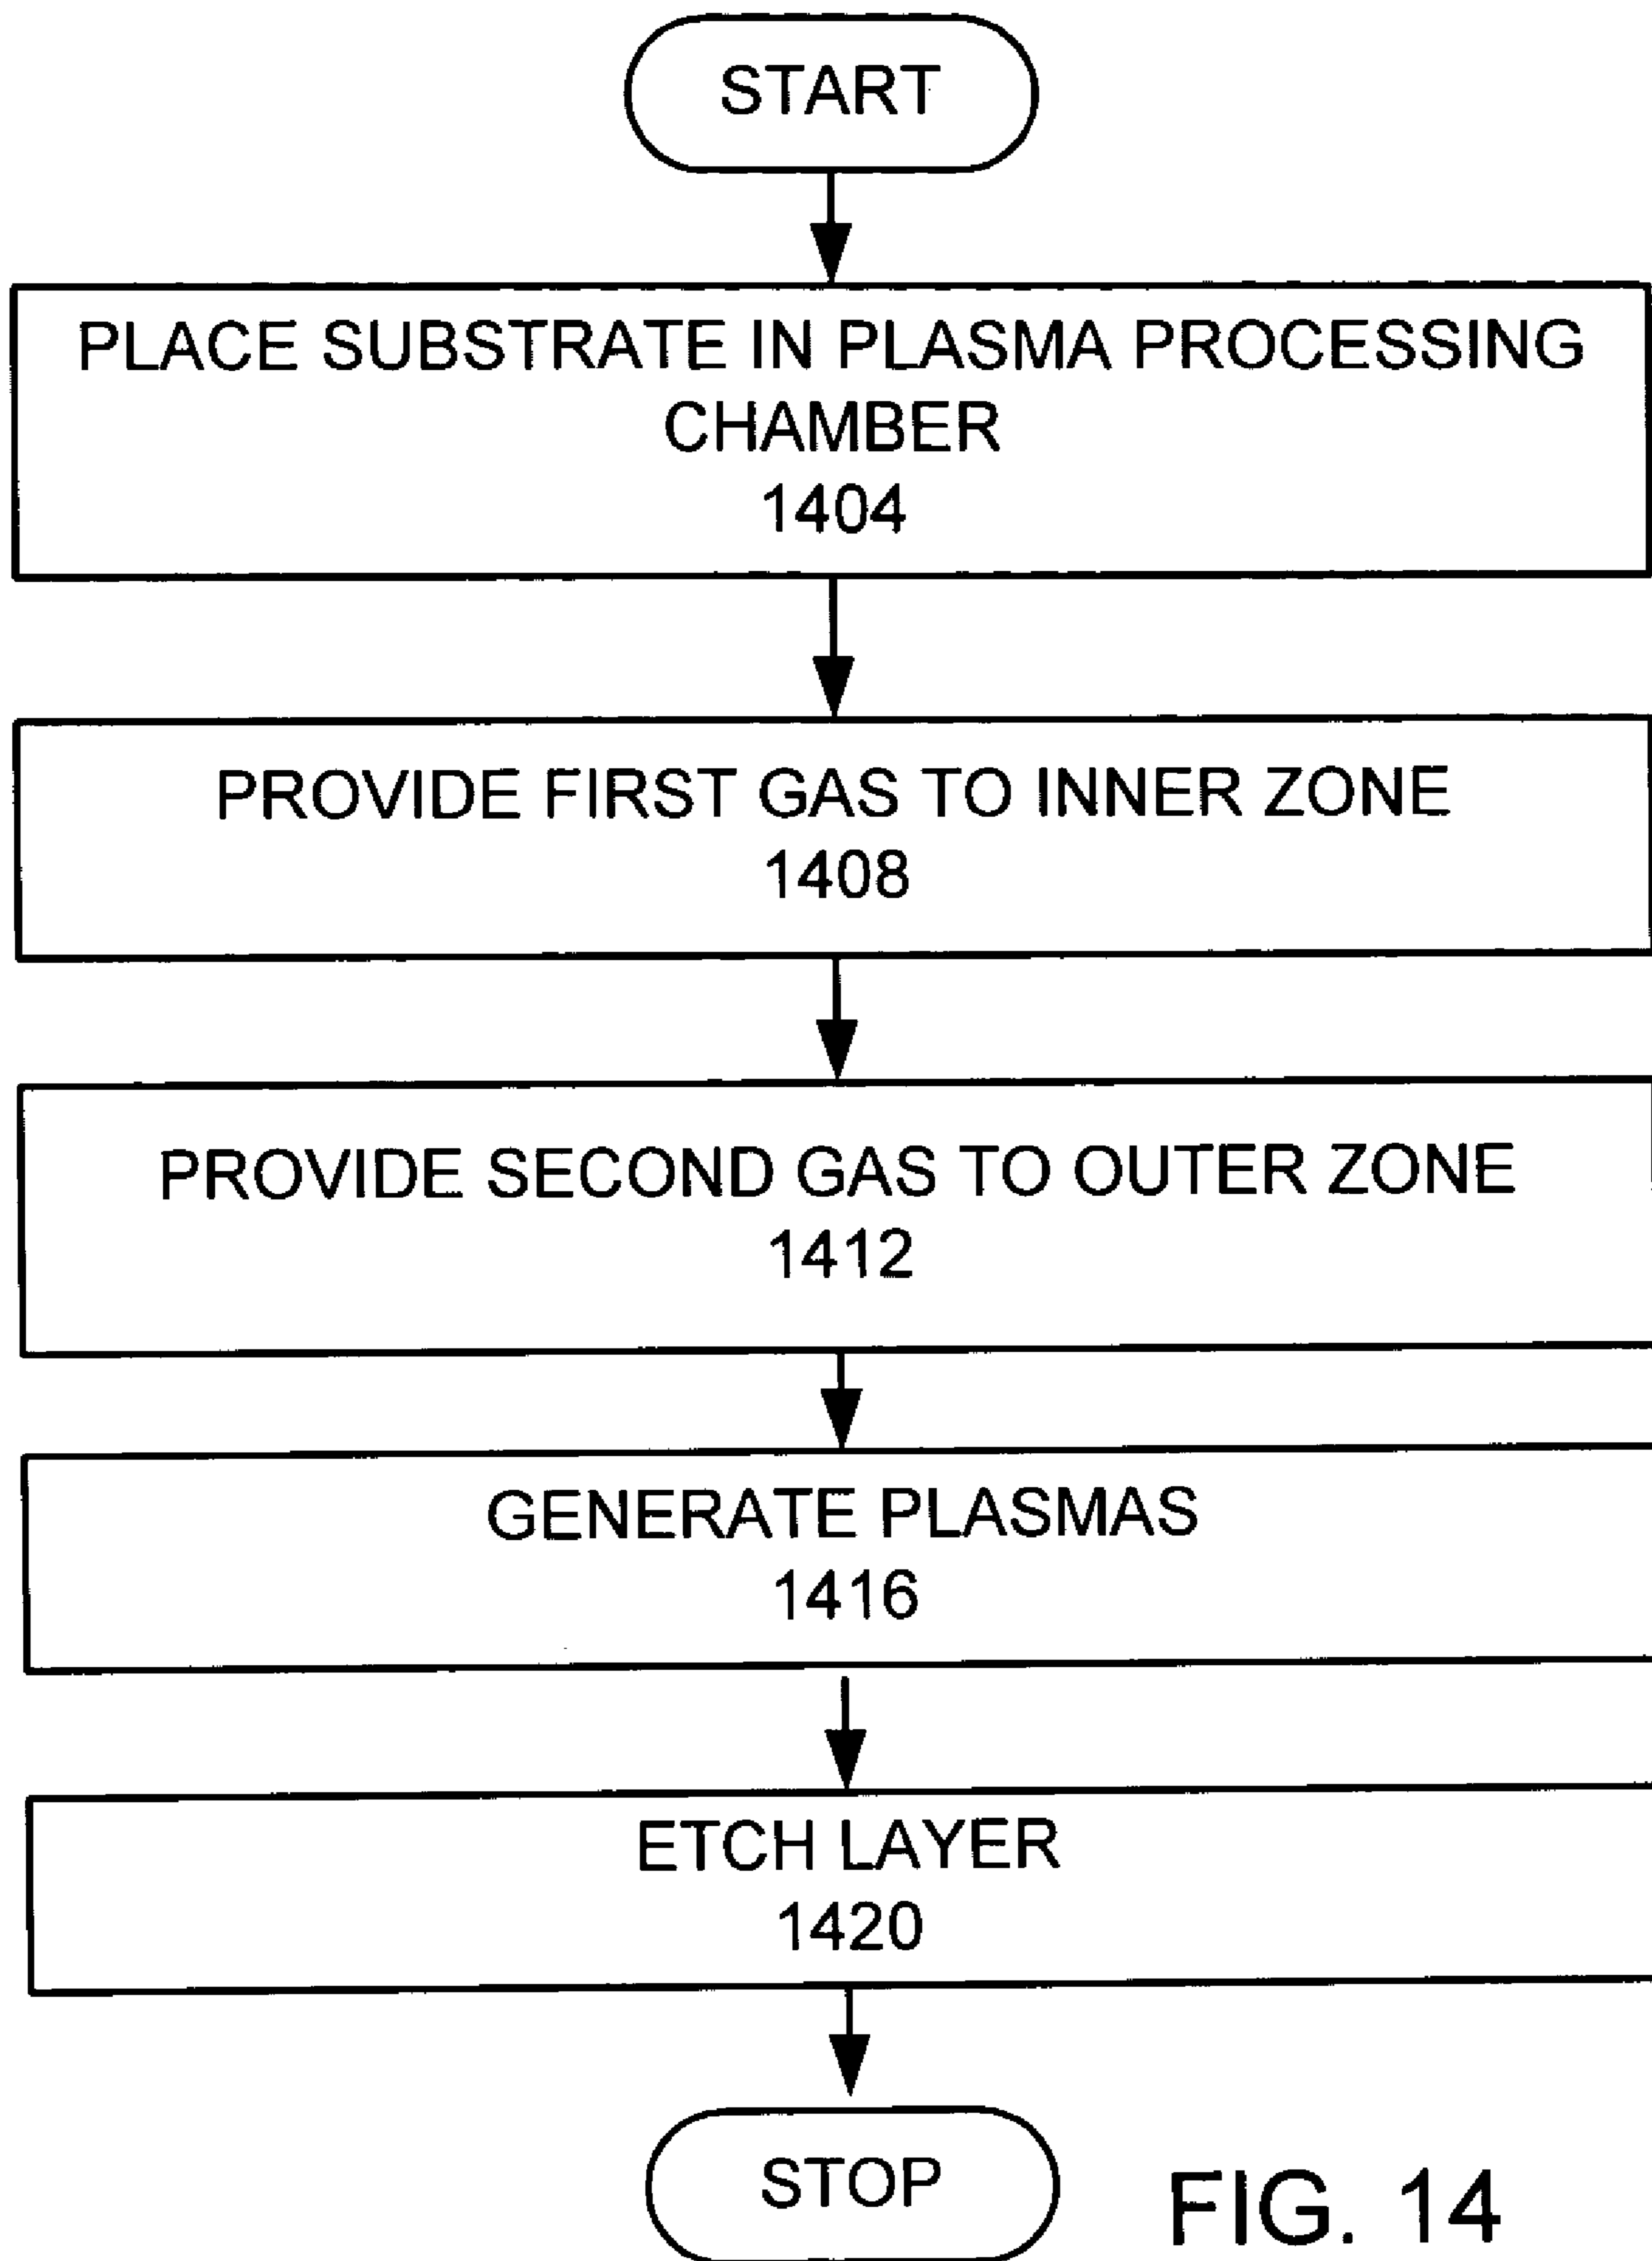 START
PLACE SUBSTRATE IN PLASMA PROCESSING
CHAMBER
1404
PROVIDE FIRST GAS TO INNER ZONE
1408
PROVIDE SECOND GAS TO OUTER ZONE
1412
GENERATE PLASMAS
1416
ETCH LAYER
1420
STOP
FIG. 14